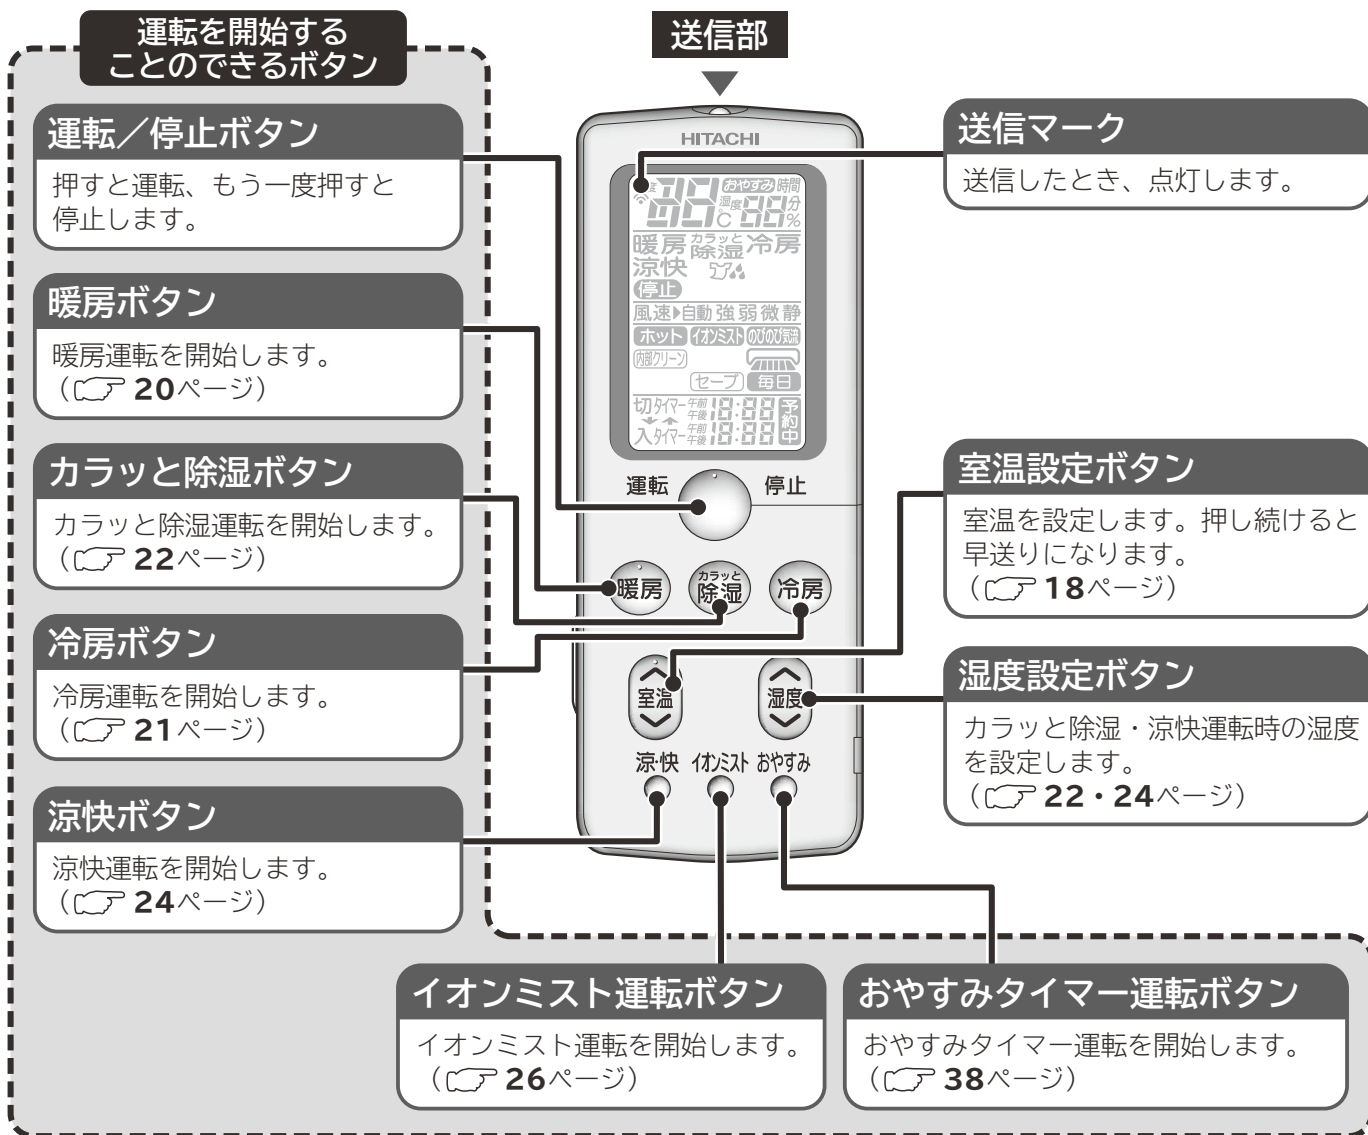 運転を開始する
ことのできるボタン
送信部
運転／停止ボタン
押すと運転、もう一度押すと
停止します。
暖房ボタン
暖房運転を開始します。
（ 20ページ）
カラッと除湿ボタン
カラッと除湿運転を開始します。
（ 22ページ）
冷房ボタン
冷房運転を開始します。
（ 21ページ）
涼快ボタン
涼快運転を開始します。
（ 24ページ）
HITACHI
度 88 おやすみ 時間
湿度 88 分
℃ %
暖房 カラッと除湿 冷房
涼快
停止
風速▶自動 強 弱 微 静
ホット イオンミスト のびのび気流
内部クリーン
セーブ 毎日
切タイマー 午前 午後 18:88 予約中
入タイマー 午前 午後 18:88
運転 停止
暖房 カラッと除湿 冷房
室温 湿度
涼・快 イオンミスト おやすみ
送信マーク
送信したとき、点灯します。
室温設定ボタン
室温を設定します。押し続けると
早送りになります。
（ 18ページ）
湿度設定ボタン
カラッと除湿・涼快運転時の湿度
を設定します。
（ 22・24ページ）
イオンミスト運転ボタン
イオンミスト運転を開始します。
（ 26ページ）
おやすみタイマー運転ボタン
おやすみタイマー運転を開始します。
（ 38ページ）